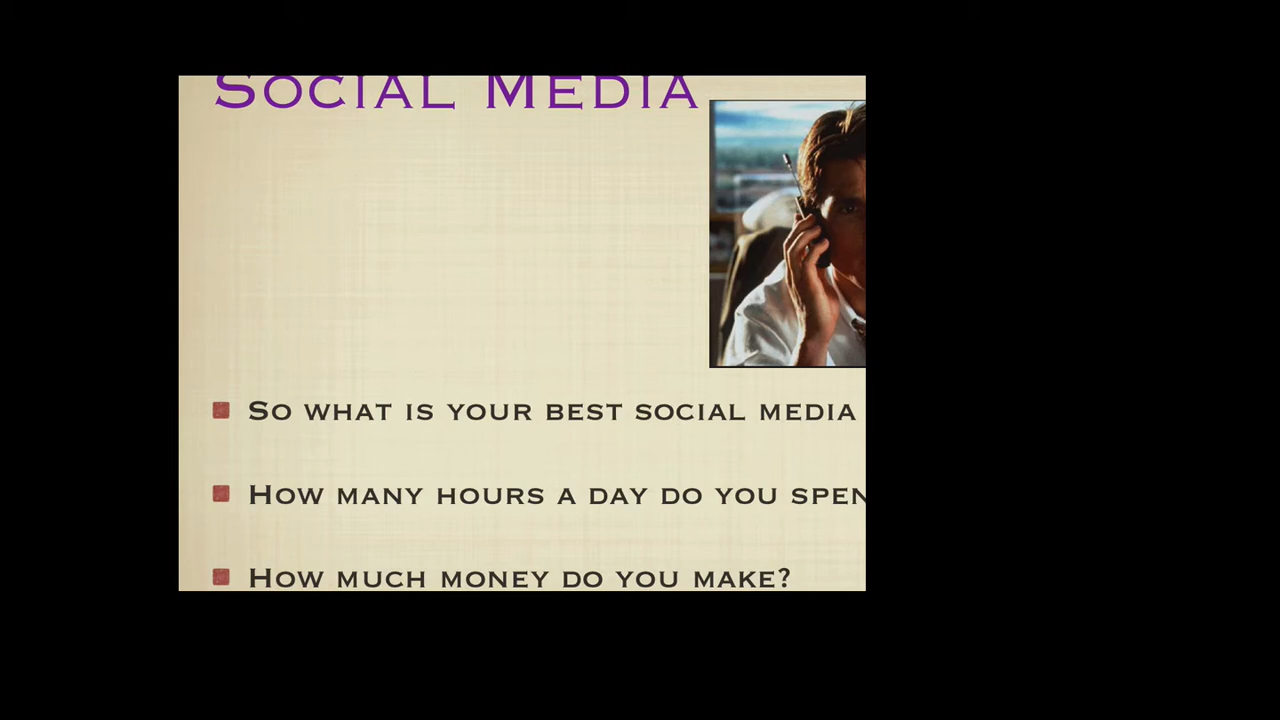 Social Media
So what is your best social media
How many hours a day do you
How much money do you make?